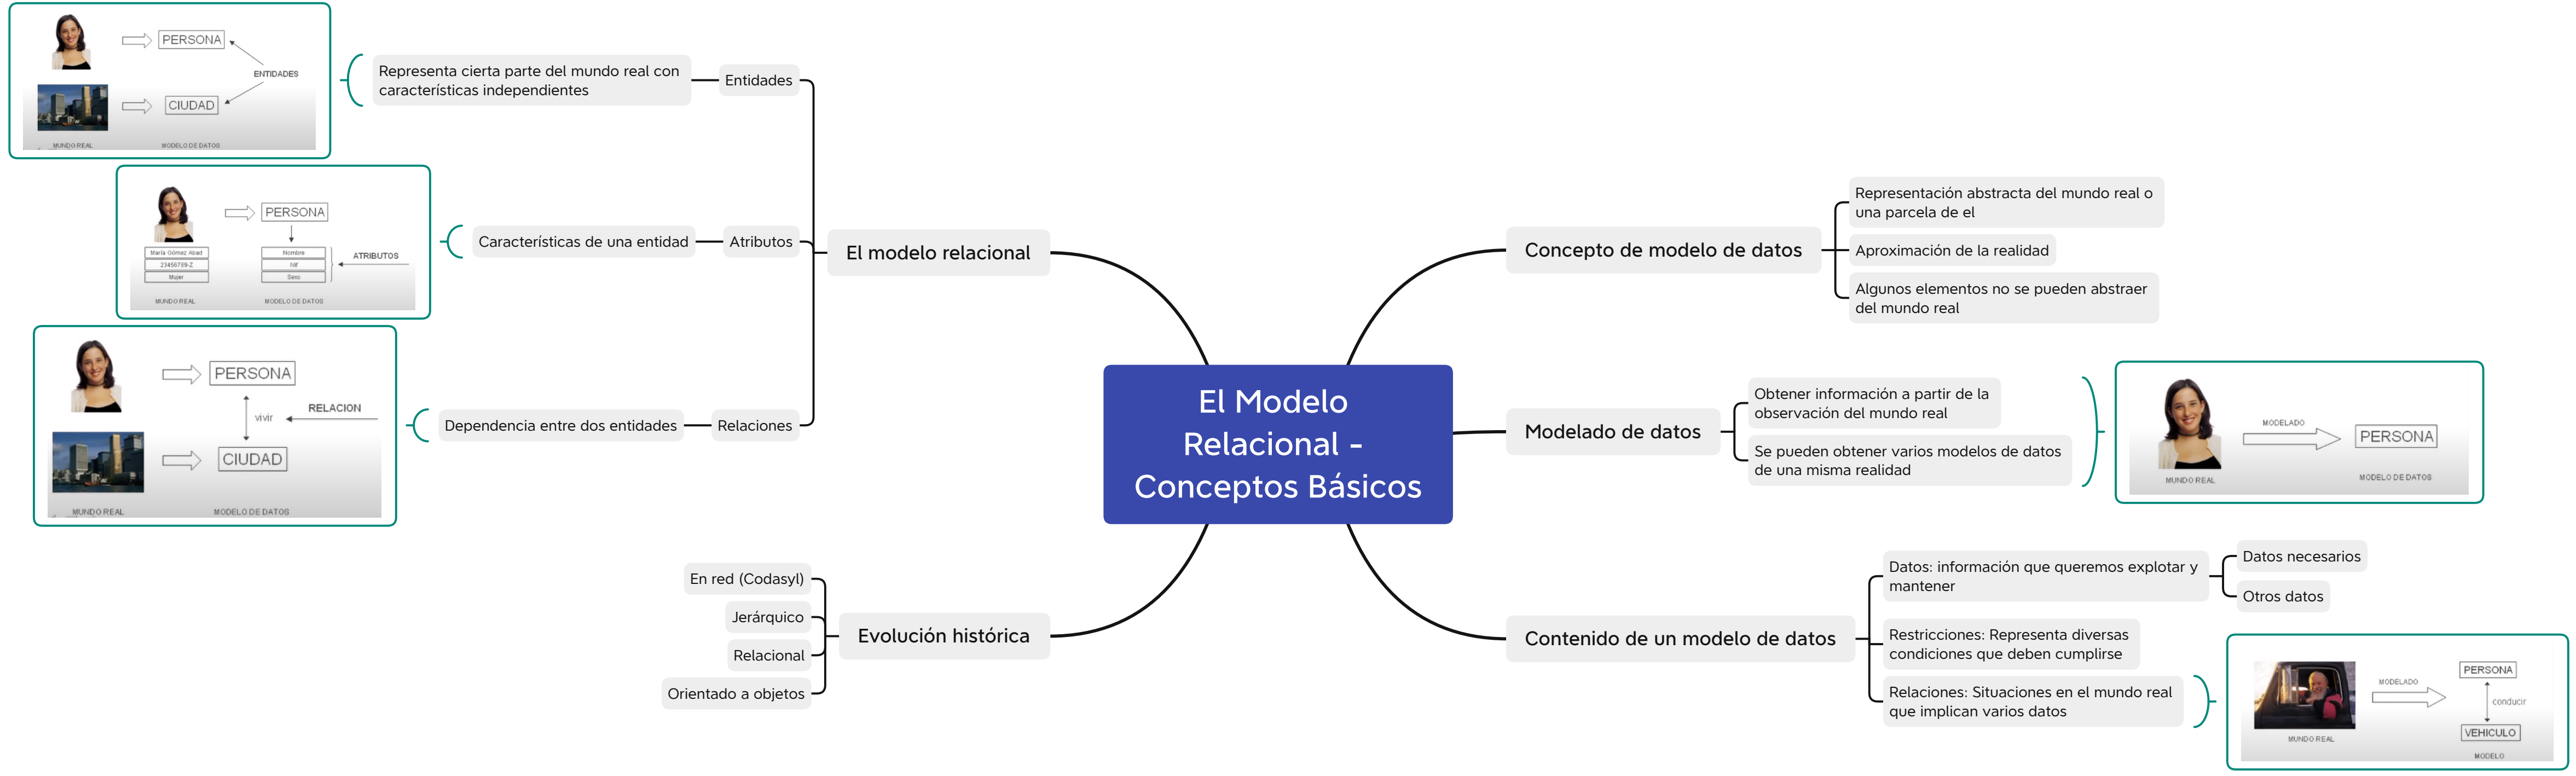 El Modelo
Relacional -
Conceptos Básicos
Concepto de modelo de datos
Representación abstracta del mundo real o
una parcela de el
Aproximación de la realidad
Algunos elementos no se pueden abstraer
del mundo real
Modelado de datos
Obtener información a partir de la
observación del mundo real
Se pueden obtener varios modelos de datos
de una misma realidad
MODELADO
PERSONA
MUNDO REAL
MODELO DE DATOS
Contenido de un modelo de datos
Datos: información que queremos explotar y
mantener
Datos necesarios
Otros datos
Restricciones: Representa diversas
condiciones que deben cumplirse
Relaciones: Situaciones en el mundo real
que implican varios datos
MODELADO
PERSONA
conducir
VEHICULO
MUNDO REAL
MODELO
El modelo relacional
Entidades
Representa cierta parte del mundo real con
características independientes
PERSONA
ENTIDADES
CIUDAD
MUNDO REAL
MODELO DE DATOS
Atributos
Características de una entidad
PERSONA
María Gómez Abad
23456789-Z
Mujer
Nombre
Nif
Sexo
ATRIBUTOS
MUNDO REAL
MODELO DE DATOS
Relaciones
Dependencia entre dos entidades
PERSONA
vivir
RELACION
CIUDAD
MUNDO REAL
MODELO DE DATOS
Evolución histórica
En red (Codasyl)
Jerárquico
Relacional
Orientado a objetos